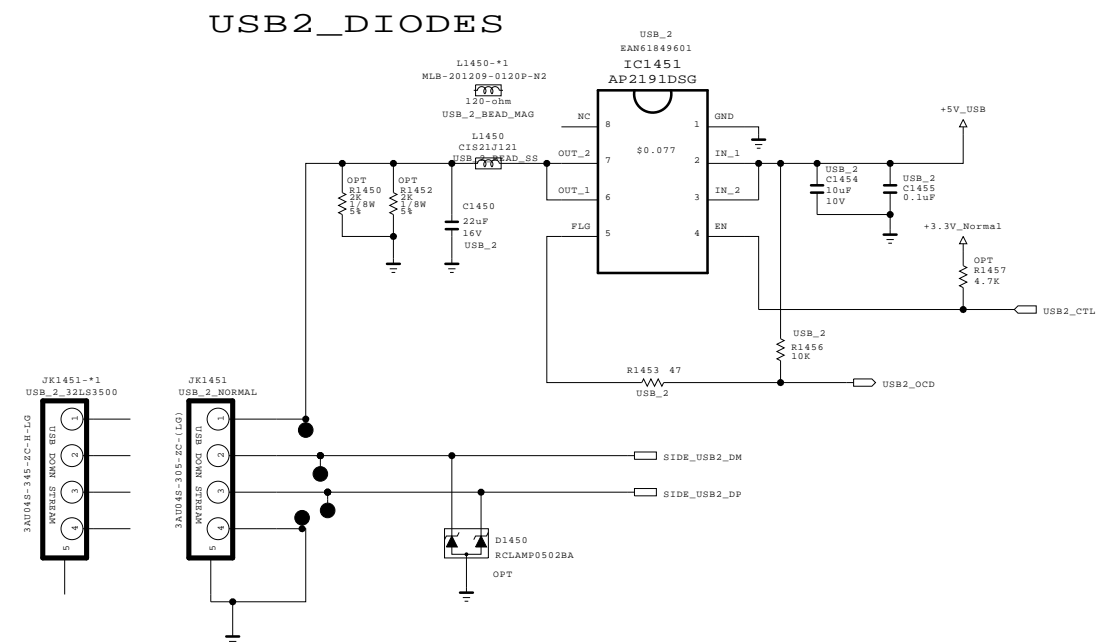 USB2_DIODES
USB_2
EAN61849601
IC1451
AP2191DSG
L1450-*1
MLB-201209-0120P-N2
120-ohm
USB_2_BEAD_MAG
L1450
CIS21J121
USB_2_BEAD_SS
NC
8
1
GND
$0.077
OUT_2
7
2
IN_1
OUT_1
6
3
IN_2
FLG
5
4
EN
+5V_USB
USB_2
C1454
10uF
10V
USB_2
C1455
0.1uF
+3.3V_Normal
OPT
R1457
4.7K
USB2_CTL
OPT
R1450
2K
1/8W
5%
OPT
R1452
2K
1/8W
5%
C1450
22uF
16V
USB_2
USB_2
R1456
10K
R1453 47
USB_2
USB2_OCD
JK1451-*1
USB_2_32LS3500
3AU04S-345-ZC-H-LG
USB DOWN STREAM
1
2
3
4
5
JK1451
USB_2_NORMAL
3AU04S-305-ZC-(LG)
USB DOWN STREAM
1
2
3
4
5
SIDE_USB2_DM
SIDE_USB2_DP
D1450
RCLAMP0502BA
OPT